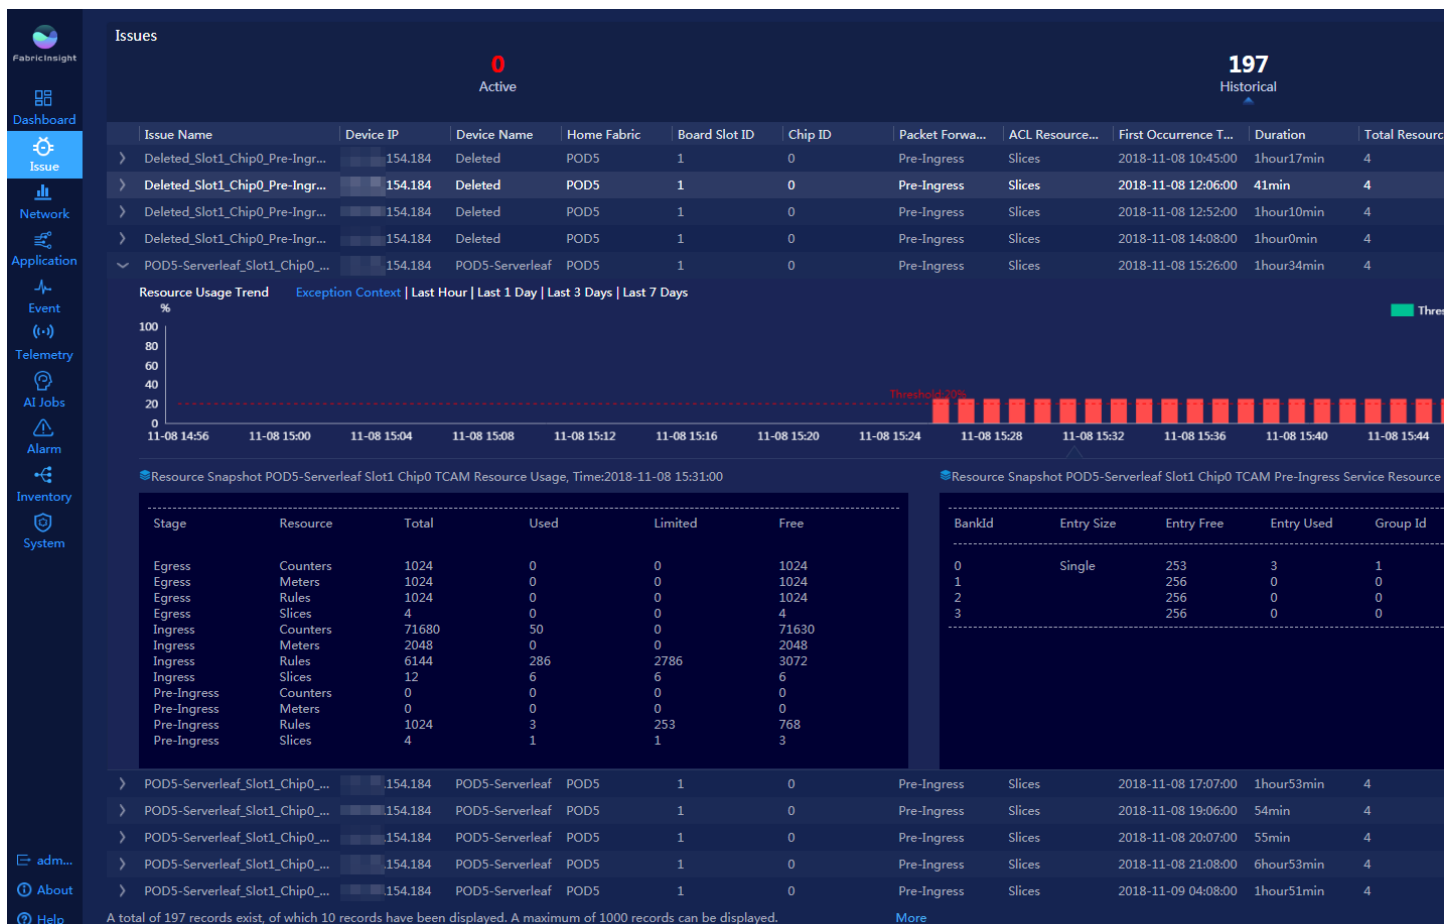 Issues
FabricInsight
0
Active
197
Historical
Dashboard
Issue
Network
Application
Event
Telemetry
AI Jobs
Alarm
Inventory
System
adm...
About
Help
Issue Name Device IP Device Name Home Fabric Board Slot ID Chip ID Packet Forwa... ACL Resource... First Occurrence T... Duration Total Resourc
Deleted_Slot1_Chip0_Pre-Ingr... .154.184 Deleted POD5 1 0 Pre-Ingress Slices 2018-11-08 10:45:00 1hour17min 4
Deleted_Slot1_Chip0_Pre-Ingr... .154.184 Deleted POD5 1 0 Pre-Ingress Slices 2018-11-08 12:06:00 41min 4
Deleted_Slot1_Chip0_Pre-Ingr... .154.184 Deleted POD5 1 0 Pre-Ingress Slices 2018-11-08 12:52:00 1hour10min 4
Deleted_Slot1_Chip0_Pre-Ingr... .154.184 Deleted POD5 1 0 Pre-Ingress Slices 2018-11-08 14:08:00 1hour0min 4
POD5-Serverleaf_Slot1_Chip0_... .154.184 POD5-Serverleaf POD5 1 0 Pre-Ingress Slices 2018-11-08 15:26:00 1hour34min 4
Resource Usage Trend Exception Context | Last Hour | Last 1 Day | Last 3 Days | Last 7 Days
%
Thres
100
80
60
40
20
0
Threshold:20%
11-08 14:56 11-08 15:00 11-08 15:04 11-08 15:08 11-08 15:12 11-08 15:16 11-08 15:20 11-08 15:24 11-08 15:28 11-08 15:32 11-08 15:36 11-08 15:40 11-08 15:44
Resource Snapshot POD5-Serverleaf Slot1 Chip0 TCAM Resource Usage, Time:2018-11-08 15:31:00
Stage Resource Total Used Limited Free
Egress Counters 1024 0 0 1024
Egress Meters 1024 0 0 1024
Egress Rules 1024 0 0 1024
Egress Slices 4 0 0 4
Ingress Counters 71680 50 0 71630
Ingress Meters 2048 0 0 2048
Ingress Rules 6144 286 2786 3072
Ingress Slices 12 6 6 6
Pre-Ingress Counters 0 0 0 0
Pre-Ingress Meters 0 0 0 0
Pre-Ingress Rules 1024 3 253 768
Pre-Ingress Slices 4 1 1 3
Resource Snapshot POD5-Serverleaf Slot1 Chip0 TCAM Pre-Ingress Service Resource
BankId Entry Size Entry Free Entry Used Group Id
0 Single 253 3 1
1 256 0 0
2 256 0 0
3 256 0 0
POD5-Serverleaf_Slot1_Chip0_... .154.184 POD5-Serverleaf POD5 1 0 Pre-Ingress Slices 2018-11-08 17:07:00 1hour53min 4
POD5-Serverleaf_Slot1_Chip0_... .154.184 POD5-Serverleaf POD5 1 0 Pre-Ingress Slices 2018-11-08 19:06:00 54min 4
POD5-Serverleaf_Slot1_Chip0_... .154.184 POD5-Serverleaf POD5 1 0 Pre-Ingress Slices 2018-11-08 20:07:00 55min 4
POD5-Serverleaf_Slot1_Chip0_... .154.184 POD5-Serverleaf POD5 1 0 Pre-Ingress Slices 2018-11-08 21:08:00 6hour53min 4
POD5-Serverleaf_Slot1_Chip0_... .154.184 POD5-Serverleaf POD5 1 0 Pre-Ingress Slices 2018-11-09 04:08:00 1hour51min 4
A total of 197 records exist, of which 10 records have been displayed. A maximum of 1000 records can be displayed. More